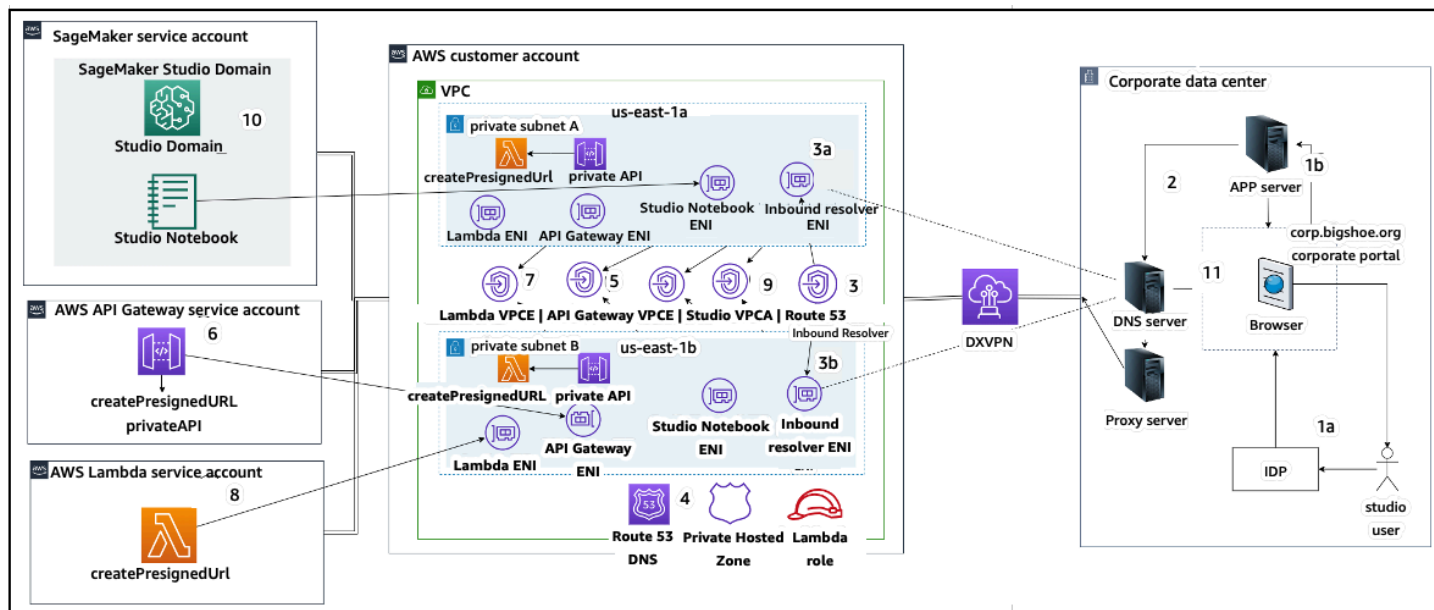 aws
SageMaker service account
SageMaker Studio Domain
10
Studio Domain
Studio Notebook
aws
AWS API Gateway service account
6
createPresignedURL
privateAPI
aws
AWS Lambda service account
8
createPresignedUrl
aws
AWS customer account
VPC
us-east-1a
private subnet A
3a
createPresignedUrl
private API
Studio Notebook
ENI
Inbound resolver
ENI
Lambda ENI
API Gateway ENI
7
5
9
3
Lambda VPCE | API Gateway VPCE | Studio VPCA | Route 53
Inbound Resolver
private subnet B
us-east-1b
3b
createPresignedURL
private API
Lambda ENI
API Gateway
ENI
Studio Notebook
ENI
Inbound
resolver ENI
53
4
Route 53
DNS
Private Hosted
Zone
Lambda
role
DXVPN
Corporate data center
2
APP server
1b
corp.bigshoe.org
corporate portal
11
DNS server
Browser
Proxy server
1a
IDP
studio
user